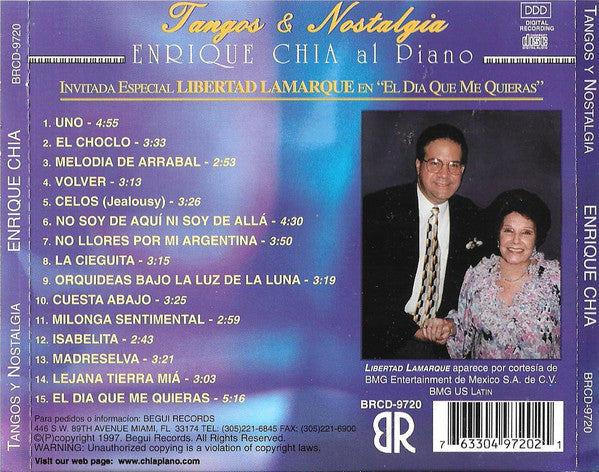 Tangos & Nostalgia
ENRIQUE CHIA al Piano
INVITADA ESPECIAL LIBERTAD LAMARQUE EN "EL DIA QUE ME QUIERAS"
DDD
DIGITAL RECORDING
COMPACT disc DIGITAL AUDIO
1. UNO - 4:55
2. EL CHOCLO - 3:33
3. MELODIA DE ARRABAL - 2:53
4. VOLVER - 3:13
5. CELOS (Jealousy) - 3:26
6. NO SOY DE AQUÍ NI SOY DE ALLÁ - 4:30
7. NO LLORES POR MI ARGENTINA - 3:50
8. LA CIEGUITA - 3:15
9. ORQUIDEAS BAJO LA LUZ DE LA LUNA - 3:19
10. CUESTA ABAJO - 3:25
11. MILONGA SENTIMENTAL - 2:59
12. ISABELITA - 2:43
13. MADRESELVA - 3:21
14. LEJANA TIERRA MIÁ - 3:03
15. EL DIA QUE ME QUIERAS - 5:16
LIBERTAD LAMARQUE aparece por cortesía de
BMG Entertainment de Mexico S.A. de C.V.
BMG US LATIN
Para pedidos o informacion: BEGUI RECORDS
446 S.W. 89TH AVENUE MIAMI, FL 33174 TEL: (305)221-6845 FAX:(305)221-6900
©(P)copyright 1997. Begui Records. All Rights Reserved.
WARNING: Unauthorized copying is a violation of copyright laws.
Visit our web page: www.chiapiano.com
BRCD-9720
BR
7 63304 97202 1
BRCD-9720
ENRIQUE CHIA
TANGOS Y NOSTALGIA
TANGOS Y NOSTALGIA
ENRIQUE CHIA
BRCD-9720